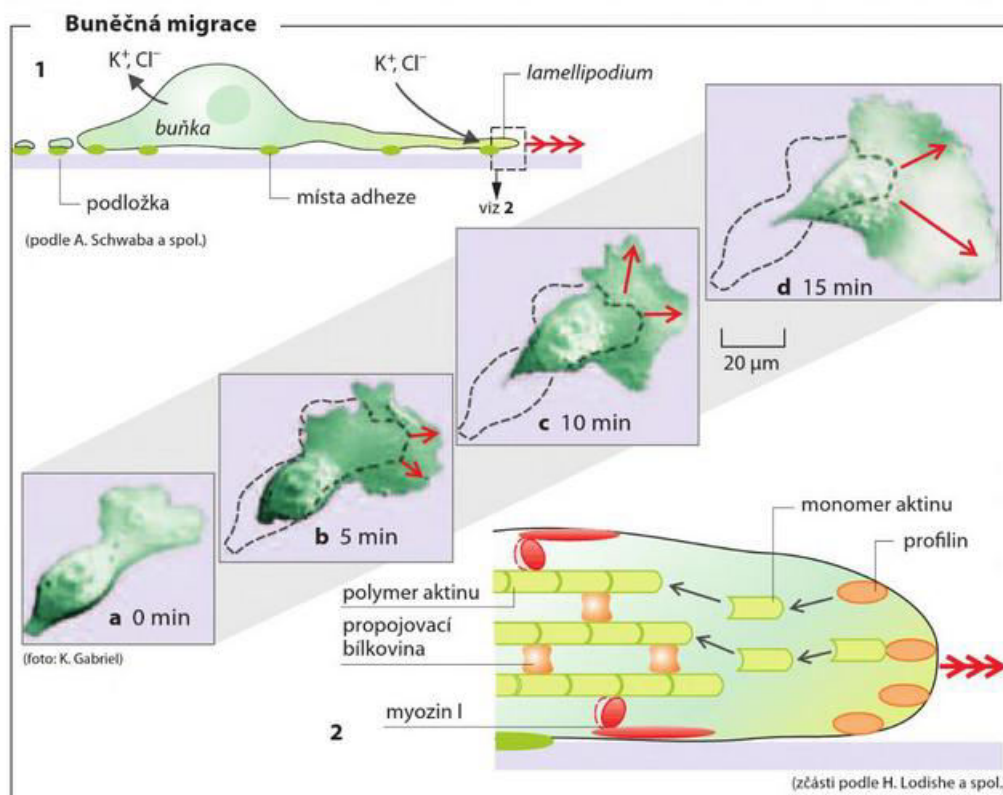 Buněčná migrace
1
K⁺, Cl⁻
K⁺, Cl⁻
lamellipodium
buňka
podložka
místa adheze
viz 2
(podle A. Schwaba a spol.)
d 15 min
20 µm
c 10 min
b 5 min
a 0 min
(foto: K. Gabriel)
monomer aktinu
profilin
polymer aktinu
propojovací
bílkovina
myozin I
2
(zčásti podle H. Lodishe a spol.)